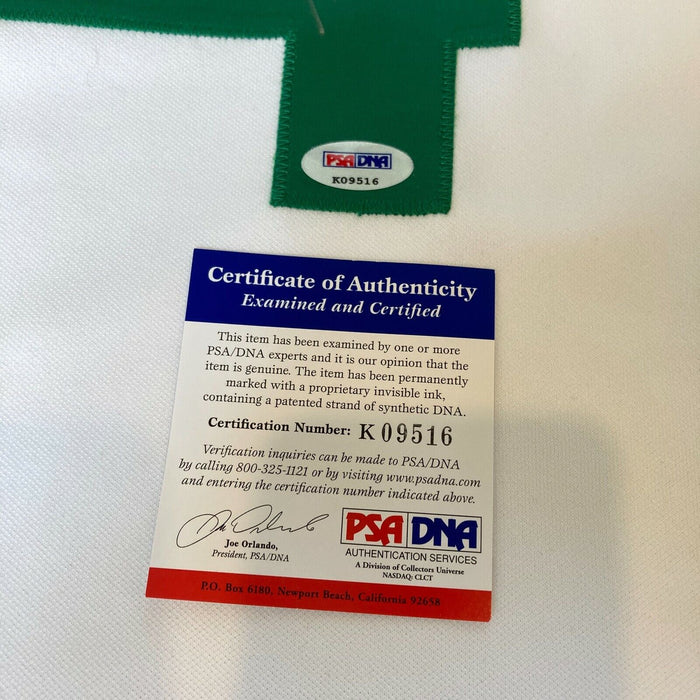 PSA DNA
K09516
Certificate of Authenticity
Examined and Certified
This item has been examined by one or more
PSA/DNA experts and it is our opinion that the
item is genuine. The item has been permanently
marked with a proprietary invisible ink,
containing a patented strand of synthetic DNA.
Certification Number: K09516
Verification inquiries can be made to PSA/DNA
by calling 800-325-1121 or by visiting www.psadna.com
and entering the certification number indicated above.
Joe Orlando,
President, PSA/DNA
PSA DNA
AUTHENTICATION SERVICES
A Division of Collectors Universe
NASDAQ: CLCT
P.O. Box 6180, Newport Beach, California 92658